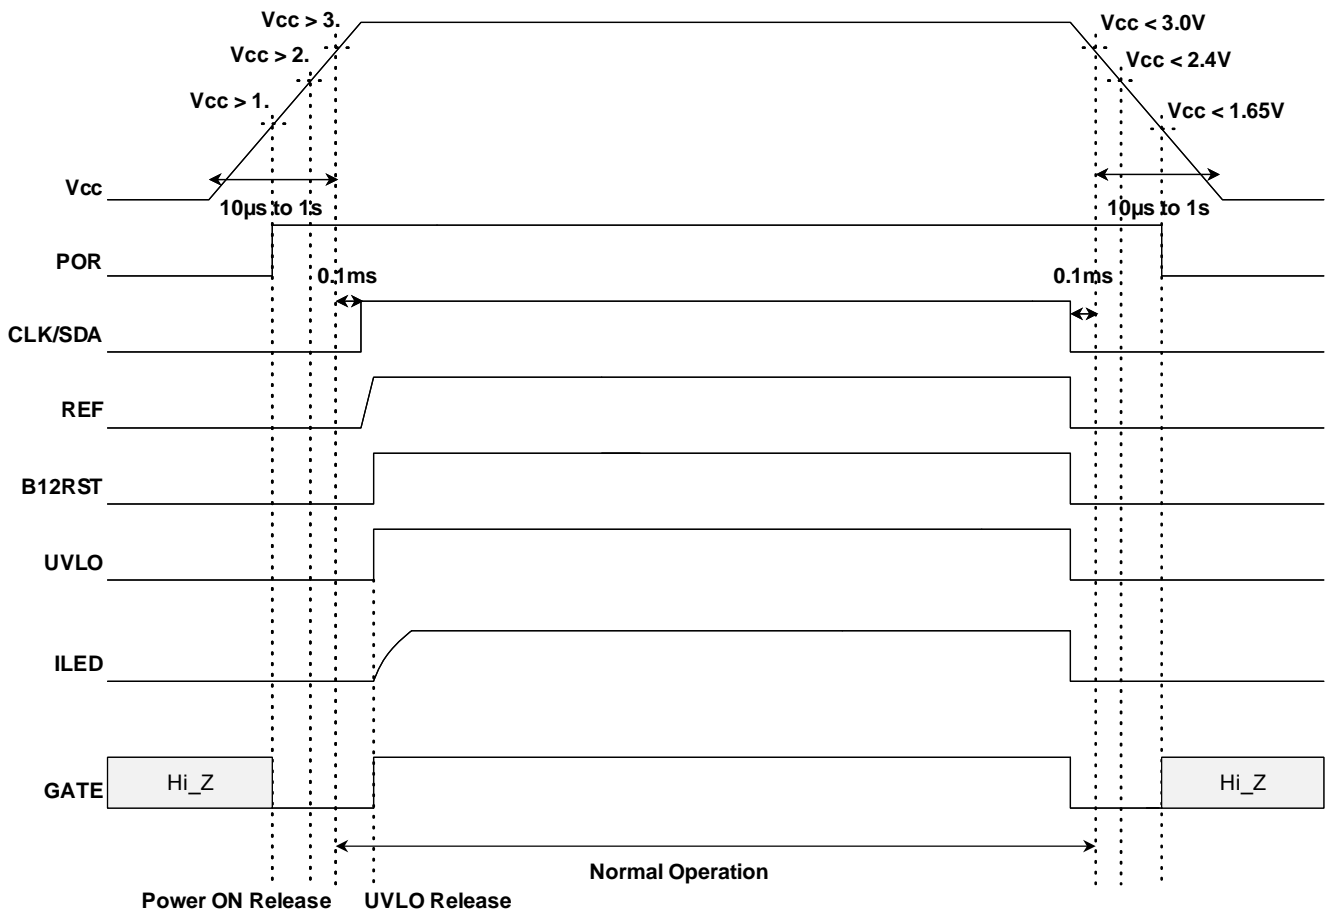 Vcc > 3.
Vcc < 3.0V
Vcc > 2.
Vcc < 2.4V
Vcc > 1.
Vcc < 1.65V
Vcc
10µs to 1s
10µs to 1s
POR
0.1ms
0.1ms
CLK/SDA
REF
B12RST
UVLO
ILED
GATE
Hi_Z
Hi_Z
Normal Operation
Power ON Release
UVLO Release